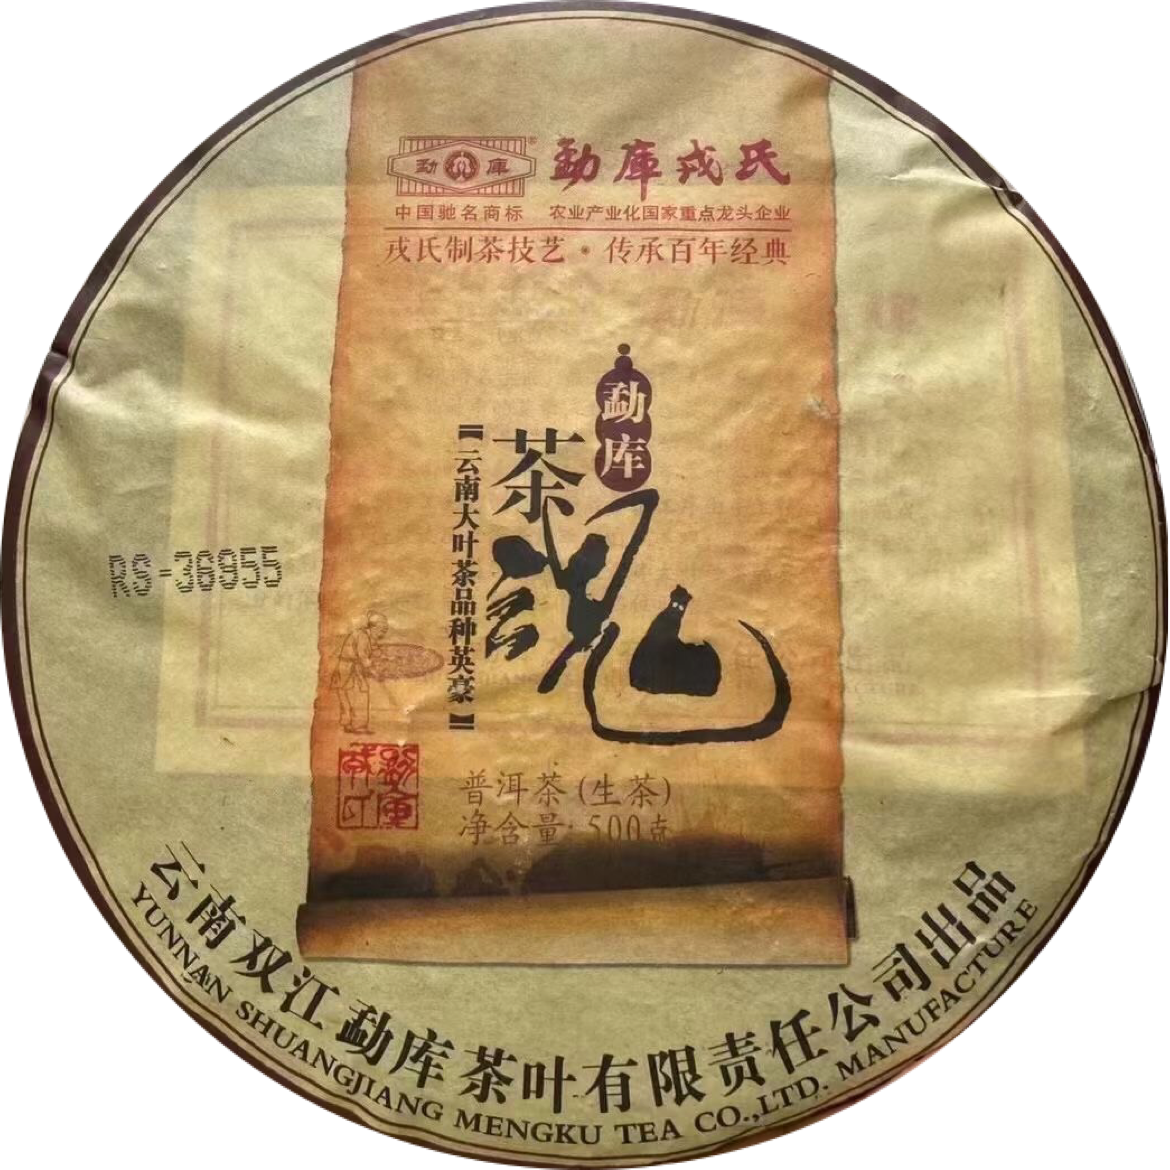 勐 库
®
勐库戎氏
中国驰名商标
农业产业化国家重点龙头企业
戎氏制茶技艺·传承百年经典
勐库
茶魂
【云南大叶茶品种英豪】
RS-36955
普洱茶(生茶)
净含量:500克
云南双江勐库茶叶有限责任公司出品
YUNNAN SHUANGJIANG MENGKU TEA CO.,LTD. MANUFACTURE